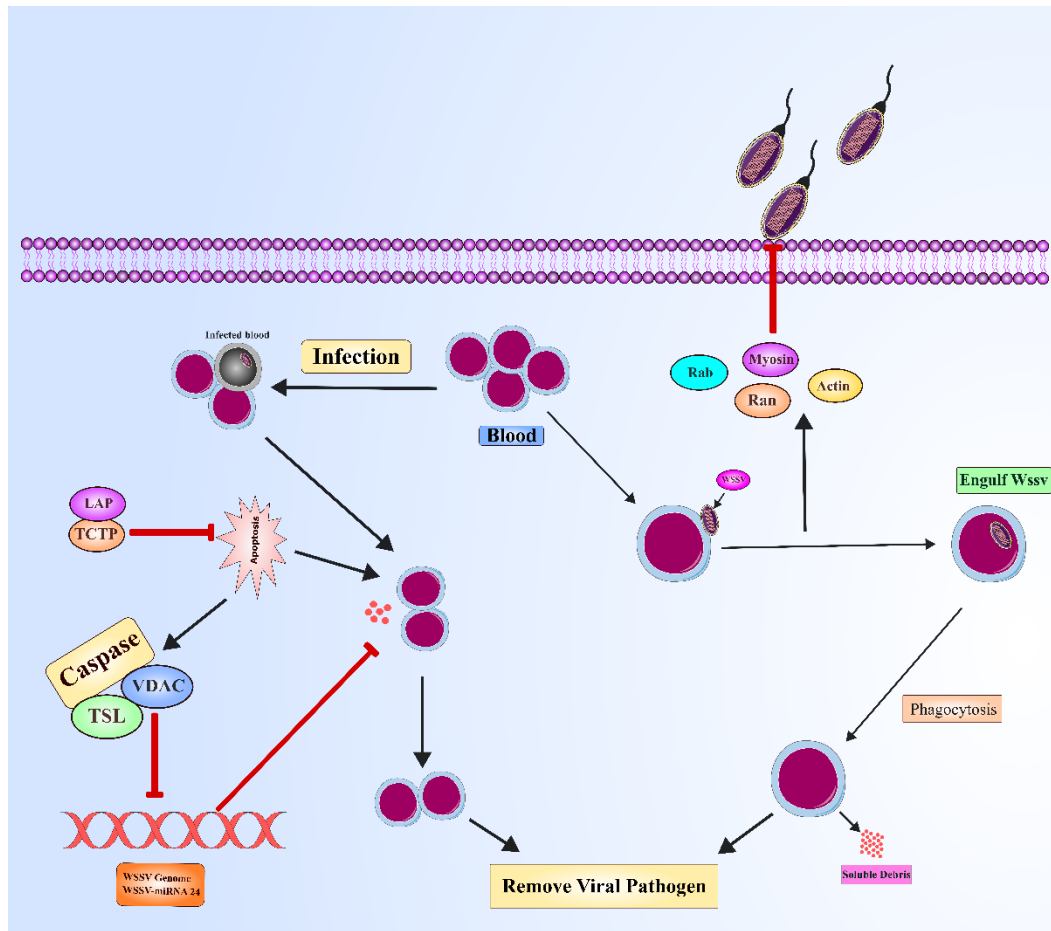 Infected blood
Infection
Blood
Rab
Myosin
Ran
Actin
WSSV
Engulf Wssv
LAP
TCTP
Apoptosis
Caspase
VDAC
TSL
Phagocytosis
WSSV Genome
WSSV-miRNA 24
Remove Viral Pathogen
Soluble Debris